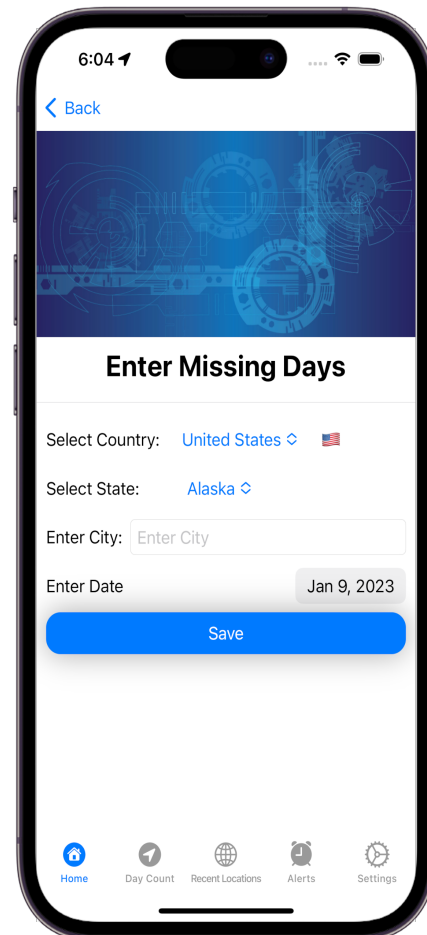 6:04
Back
Enter Missing Days
Select Country: United States
Select State: Alaska
Enter City: Enter City
Enter Date Jan 9, 2023
Save
Home Day Count Recent Locations Alerts Settings